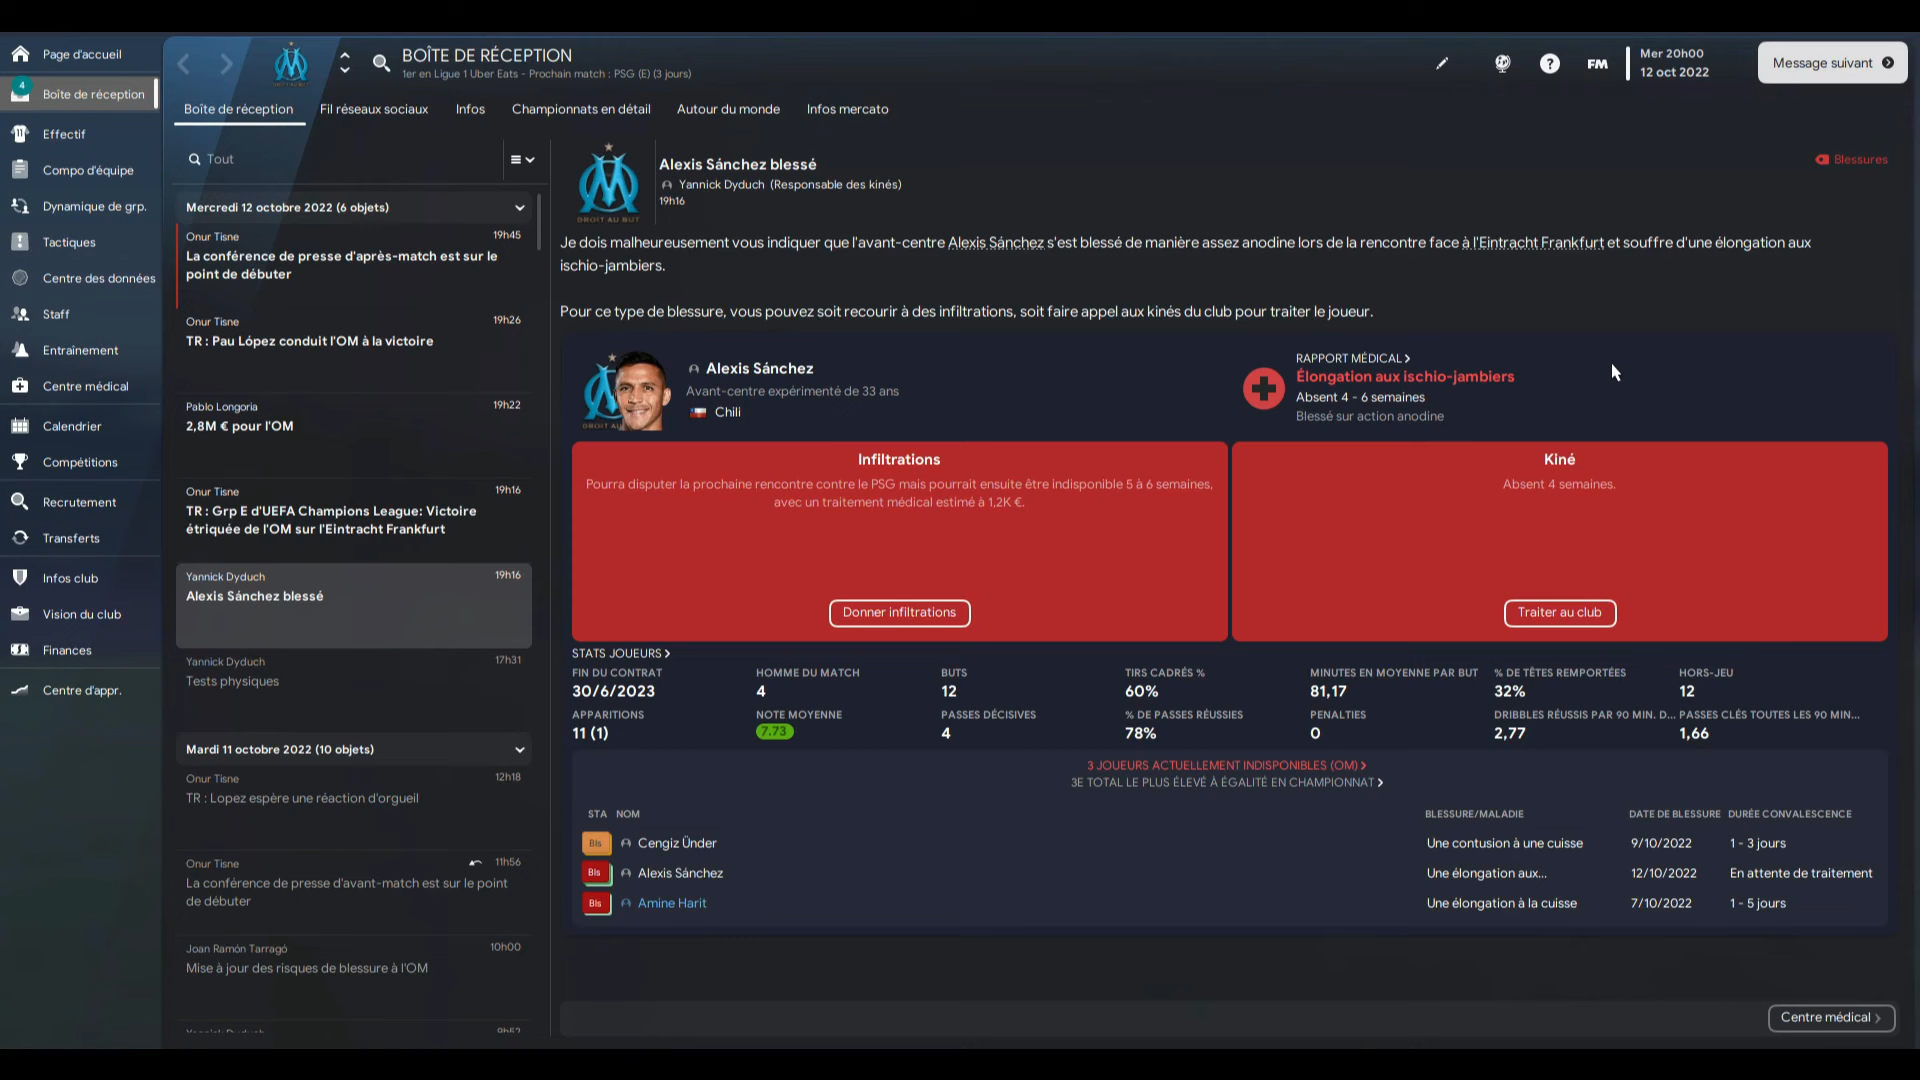 Page d'accueil
4
Boîte de réception
Effectif
Compo d'équipe
Dynamique de grp.
Tactiques
Centre des données
Staff
Entraînement
Centre médical
Calendrier
Compétitions
Recrutement
Transferts
Infos club
Vision du club
Finances
Centre d'appr.
BOÎTE DE RÉCEPTION
1er en Ligue 1 Uber Eats - Prochain match : PSG (E) (3 jours)
FM
Mer 20h00
12 oct 2022
Message suivant
Boîte de réception
Fil réseaux sociaux
Infos
Championnats en détail
Autour du monde
Infos mercato
Tout
Mercredi 12 octobre 2022 (6 objets)
Onur Tisne 19h45
La conférence de presse d'après-match est sur le
point de débuter
Onur Tisne 19h26
TR : Pau López conduit l'OM à la victoire
Pablo Longoria 19h22
2,8M € pour l'OM
Onur Tisne 19h16
TR : Grp E d'UEFA Champions League: Victoire
étriquée de l'OM sur l'Eintracht Frankfurt
Yannick Dyduch 19h16
Alexis Sánchez blessé
Yannick Dyduch 17h31
Tests physiques
Mardi 11 octobre 2022 (10 objets)
Onur Tisne 12h18
TR : Lopez espère une réaction d'orgueil
Onur Tisne 11h56
La conférence de presse d'avant-match est sur le point
de débuter
Joan Ramón Tarragó 10h00
Mise à jour des risques de blessure à l'OM
Yannick Dyduch 9h52
DROIT AU BUT
Alexis Sánchez blessé
Yannick Dyduch (Responsable des kinés)
19h16
Blessures
Je dois malheureusement vous indiquer que l'avant-centre Alexis Sánchez s'est blessé de manière assez anodine lors de la rencontre face à l'Eintracht Frankfurt et souffre d'une élongation aux
ischio-jambiers.
Pour ce type de blessure, vous pouvez soit recourir à des infiltrations, soit faire appel aux kinés du club pour traiter le joueur.
DROIT AU
Alexis Sánchez
Avant-centre expérimenté de 33 ans
Chili
RAPPORT MÉDICAL
Élongation aux ischio-jambiers
Absent 4 - 6 semaines
Blessé sur action anodine
Infiltrations
Pourra disputer la prochaine rencontre contre le PSG mais pourrait ensuite être indisponible 5 à 6 semaines,
avec un traitement médical estimé à 1,2K €.
Donner infiltrations
Kiné
Absent 4 semaines.
Traiter au club
STATS JOUEURS
FIN DU CONTRAT HOMME DU MATCH BUTS TIRS CADRÉS % MINUTES EN MOYENNE PAR BUT % DE TÊTES REMPORTÉES HORS-JEU
30/6/2023 4 12 60% 81,17 32% 12
APPARITIONS NOTE MOYENNE PASSES DÉCISIVES % DE PASSES RÉUSSIES PENALTIES DRIBBLES RÉUSSIS PAR 90 MIN. D... PASSES CLÉS TOUTES LES 90 MIN...
11 (1) 7.73 4 78% 0 2,77 1,66
3 JOUEURS ACTUELLEMENT INDISPONIBLES (OM)
3E TOTAL LE PLUS ÉLEVÉ À ÉGALITÉ EN CHAMPIONNAT
STA NOM BLESSURE/MALADIE DATE DE BLESSURE DURÉE CONVALESCENCE
Bls Cengiz Ünder Une contusion à une cuisse 9/10/2022 1 - 3 jours
Bls Alexis Sánchez Une élongation aux... 12/10/2022 En attente de traitement
Bls Amine Harit Une élongation à la cuisse 7/10/2022 1 - 5 jours
Centre médical